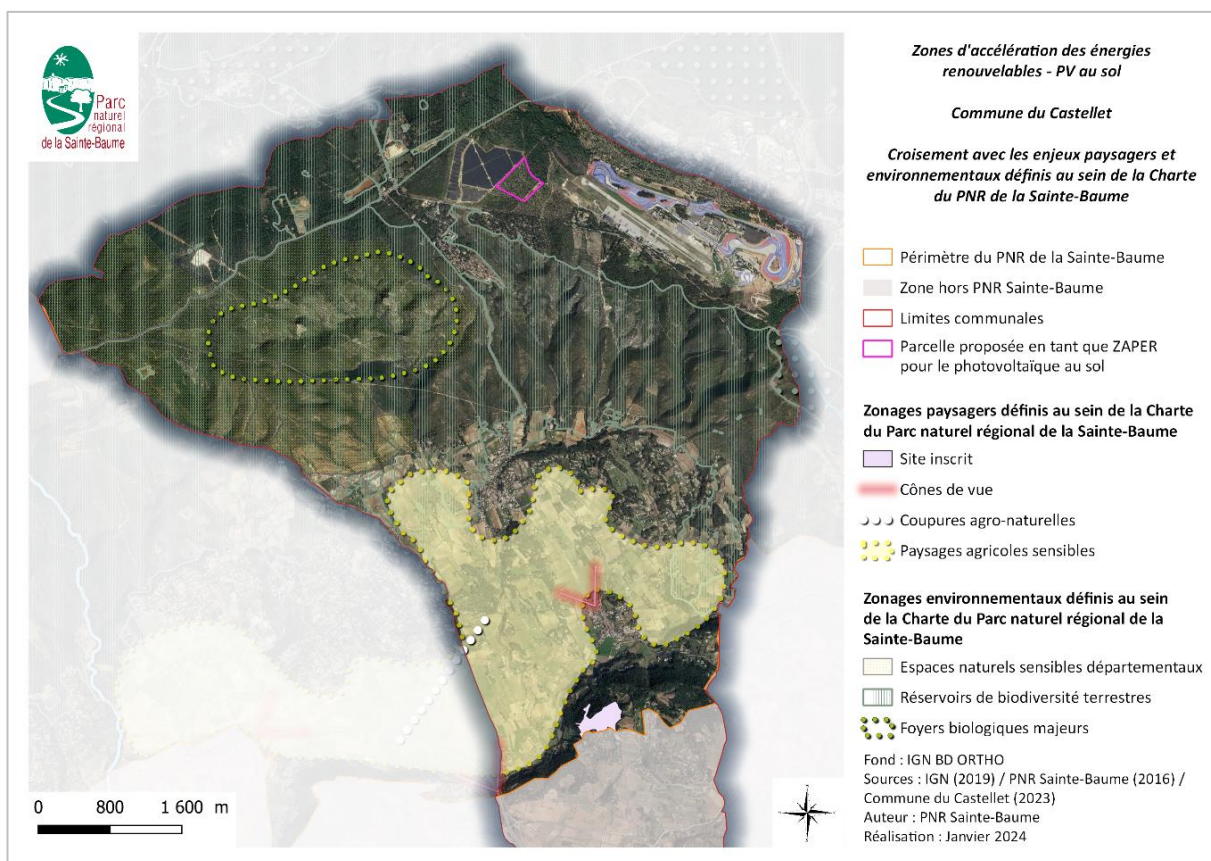 Parc
naturel
régional
de la Sainte-Baume
Zones d'accélération des énergies
renouvelables - PV au sol
Commune du Castellet
Croisement avec les enjeux paysagers et
environnementaux définis au sein de la Charte
du PNR de la Sainte-Baume
Périmètre du PNR de la Sainte-Baume
Zone hors PNR Sainte-Baume
Limites communales
Parcelle proposée en tant que ZAPER
pour le photovoltaïque au sol
Zonages paysagers définis au sein de la Charte
du Parc naturel régional de la Sainte-Baume
Site inscrit
Cônes de vue
Coupures agro-naturelles
Paysages agricoles sensibles
Zonages environnementaux définis au sein
de la Charte du Parc naturel régional de la
Sainte-Baume
Espaces naturels sensibles départementaux
Réservoirs de biodiversité terrestres
Foyers biologiques majeurs
Fond : IGN BD ORTHO
Sources : IGN (2019) / PNR Sainte-Baume (2016) /
Commune du Castellet (2023)
Auteur : PNR Sainte-Baume
Réalisation : Janvier 2024
0 800 1 600 m